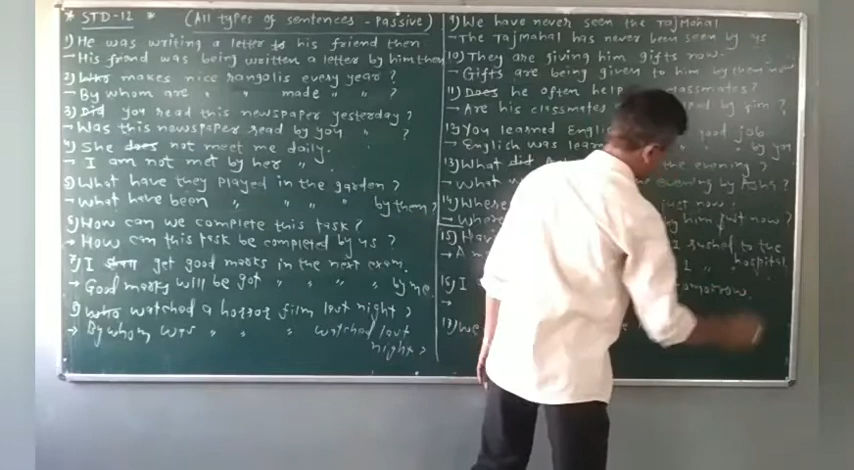 * STD-12 * (All types of sentences - Passive)
1) He was writing a letter to his friend then
- His friend was being written a letter by him then
2) Who makes nice rangolis every year?
- By whom are " " made " " ?
3) Did you read this newspaper yesterday?
- Was this newspaper read by you " ?
4) She does not meet me daily.
- I am not met by her "
5) What have they played in the garden?
- what have been " " " " by them?
6) How can we complete this task?
→ How can this task be completed by us ?
7) I shall get good marks in the next exam.
→ Good marks will be got " " " " by me.
8) who watched a horror film last night ?
→ By whom was " " " watched last
night ?
9) We have never seen the Tajmahal
- The Tajmahal has never been seen by us
10) They are giving him gifts now.
- Gifts are being given to him by them now
11) Does he often help classmates?
- Are his classmates by him ?
12) You learned good job
- English was " " by you
13) What did the evening ?
- what evening by Asha ?
14) Where just now ?
→ Where by him just now ?
15) I rushed to the
→ A " hospital
16) I tomorrow.
→
17) We